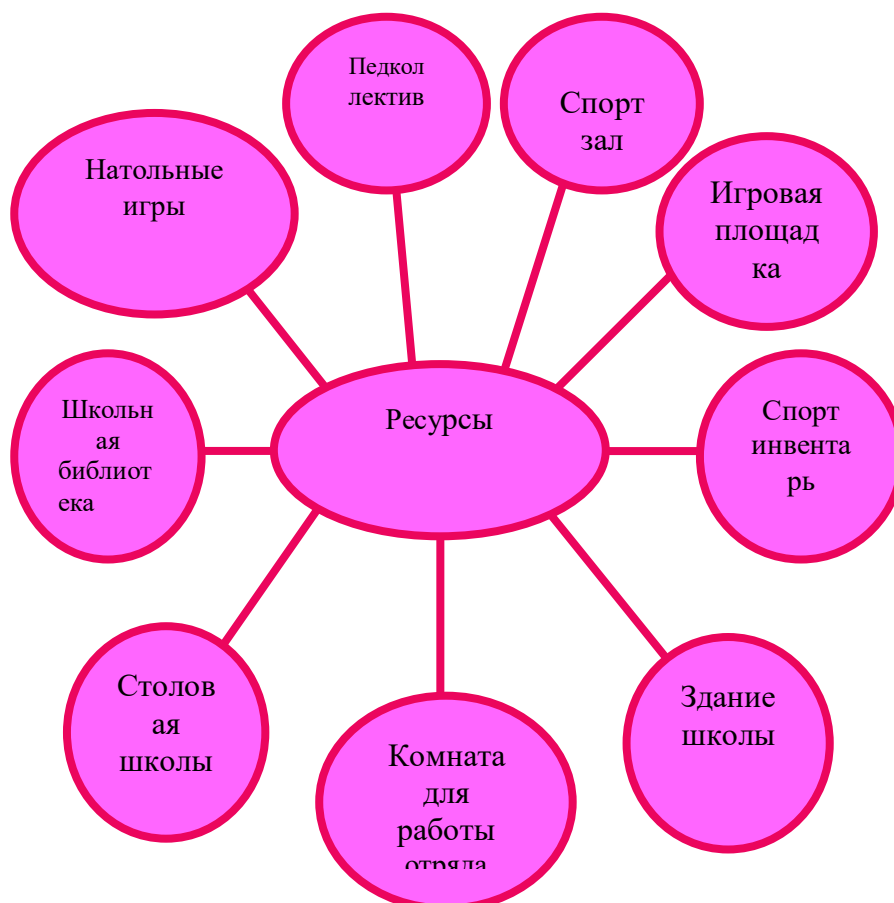 Педкол
лектив
Спорт
зал
Натольные
игры
Игровая
площад
ка
Ресурсы
Школьн
ая
библиот
ека
Спорт
инвента
рь
Столов
ая
школы
Здание
школы
Комната
для
работы
отряда